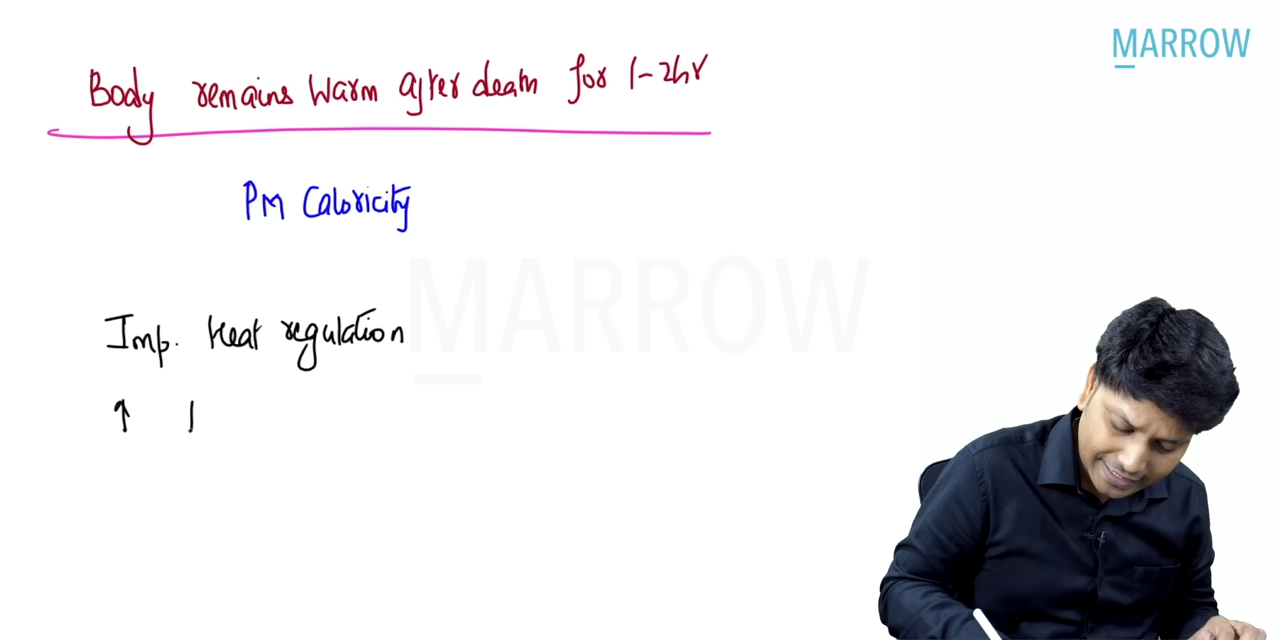 MARROW
Body remains warm after death for 1-2hr
PM Caloricity
MARROW
Imp. Heat regulation
↑ |